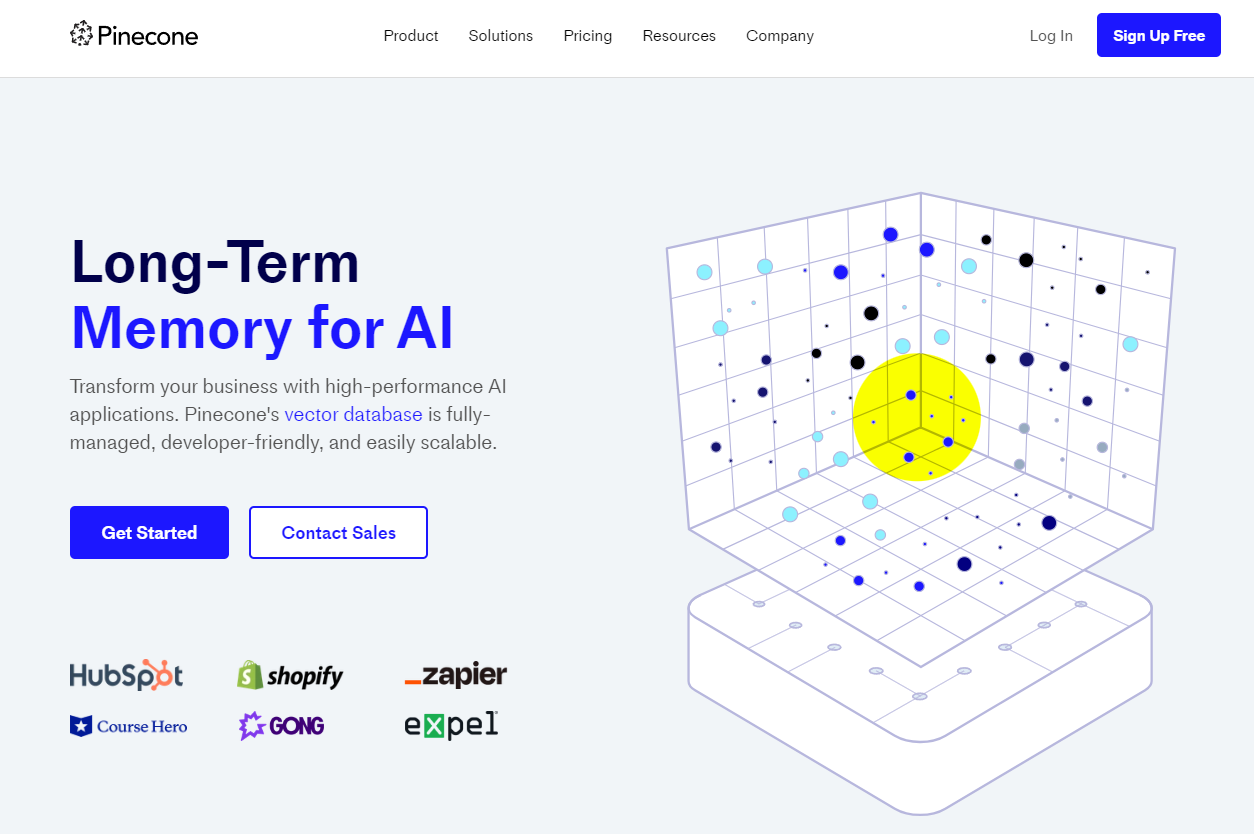 Pinecone
Product
Solutions
Pricing
Resources
Company
Log In
Sign Up Free
Long-Term
Memory for AI
Transform your business with high-performance AI
applications. Pinecone's vector database is fully-
managed, developer-friendly, and easily scalable.
Get Started
Contact Sales
HubSpot
shopify
zapier
Course Hero
GONG
expel